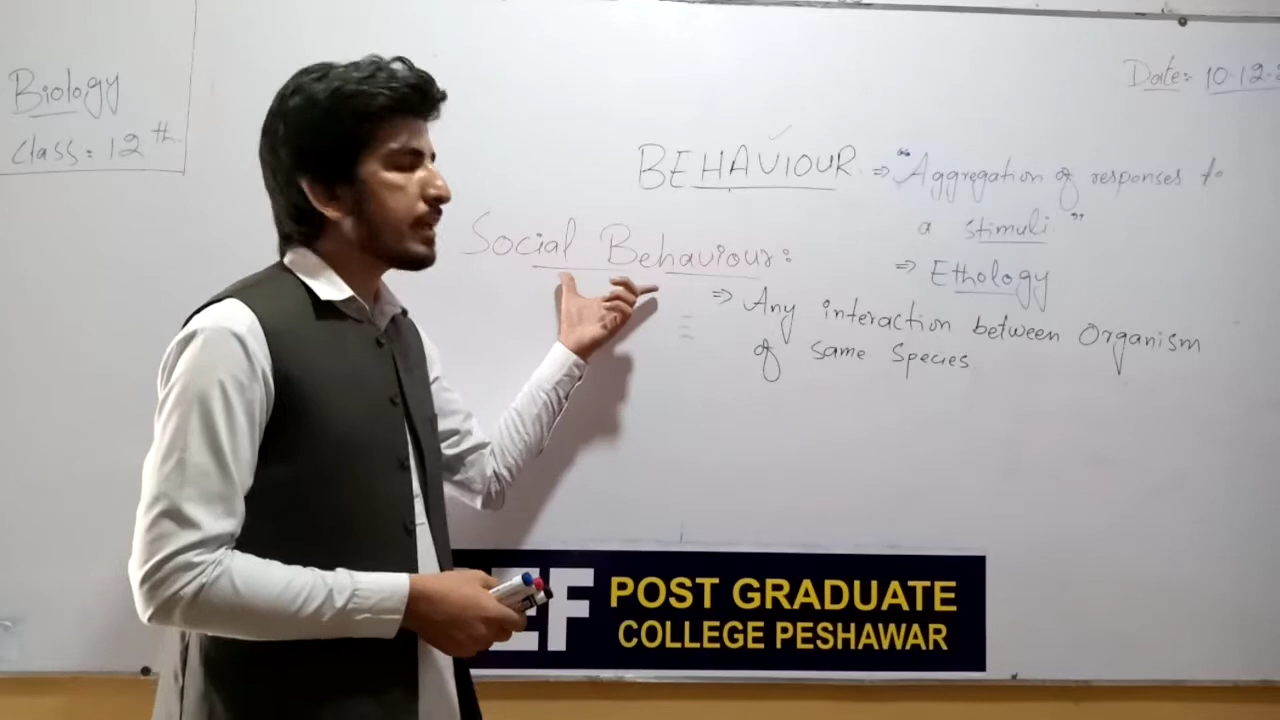 Biology
Class: 12th
Date: 10.12.
BEHAVIOUR ⇒ "Aggregation of responses to
a stimuli"
⇒ Ethology
Social Behaviour:
⇒ Any interaction between Organism
of same species
EF POST GRADUATE
COLLEGE PESHAWAR